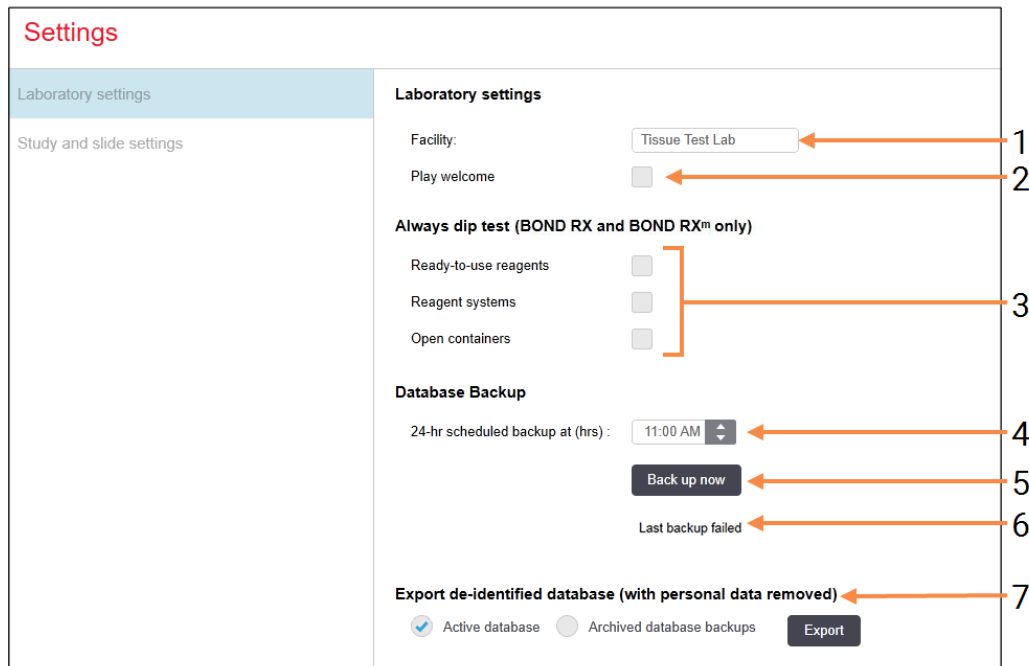 Settings
Laboratory settings
Study and slide settings
Laboratory settings
Facility: Tissue Test Lab 1
Play welcome 2
Always dip test (BOND RX and BOND RXᵐ only)
Ready-to-use reagents
Reagent systems 3
Open containers
Database Backup
24-hr scheduled backup at (hrs) : 11:00 AM 4
Back up now 5
Last backup failed 6
Export de-identified database (with personal data removed) 7
Active database Archived database backups Export